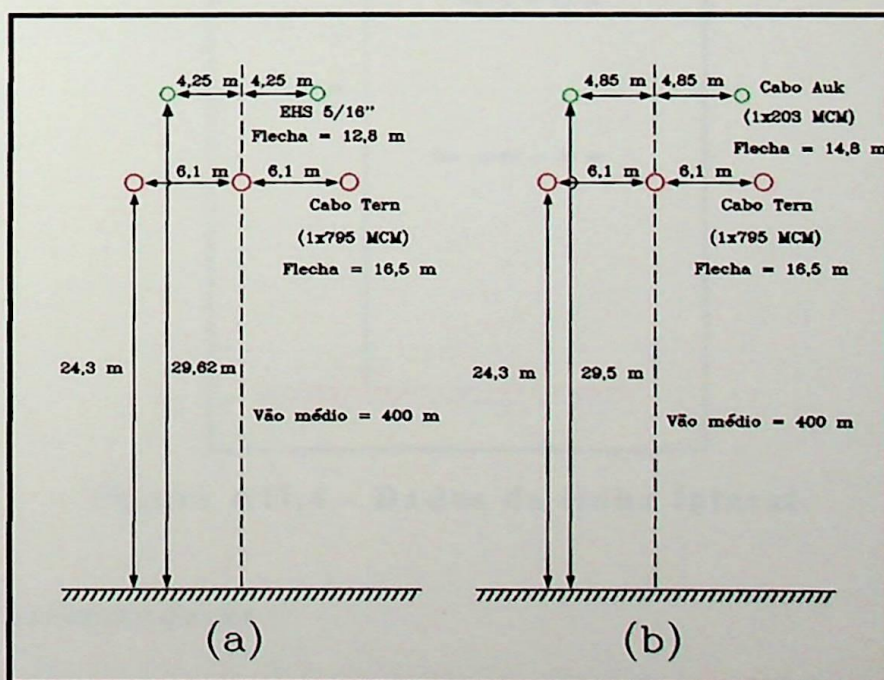 4,25 m 4,25 m
EHS 5/16"
Flecha = 12,8 m
6,1 m 6,1 m
Cabo Tern
(1x795 MCM)
Flecha = 16,5 m
24,3 m 29,62 m
Vão médio = 400 m
(a)
4,85 m 4,85 m
Cabo Auk
(1x203 MCM)
Flecha = 14,8 m
6,1 m 6,1 m
Cabo Tern
(1x795 MCM)
Flecha = 16,5 m
24,3 m 29,5 m
Vão médio = 400 m
(b)